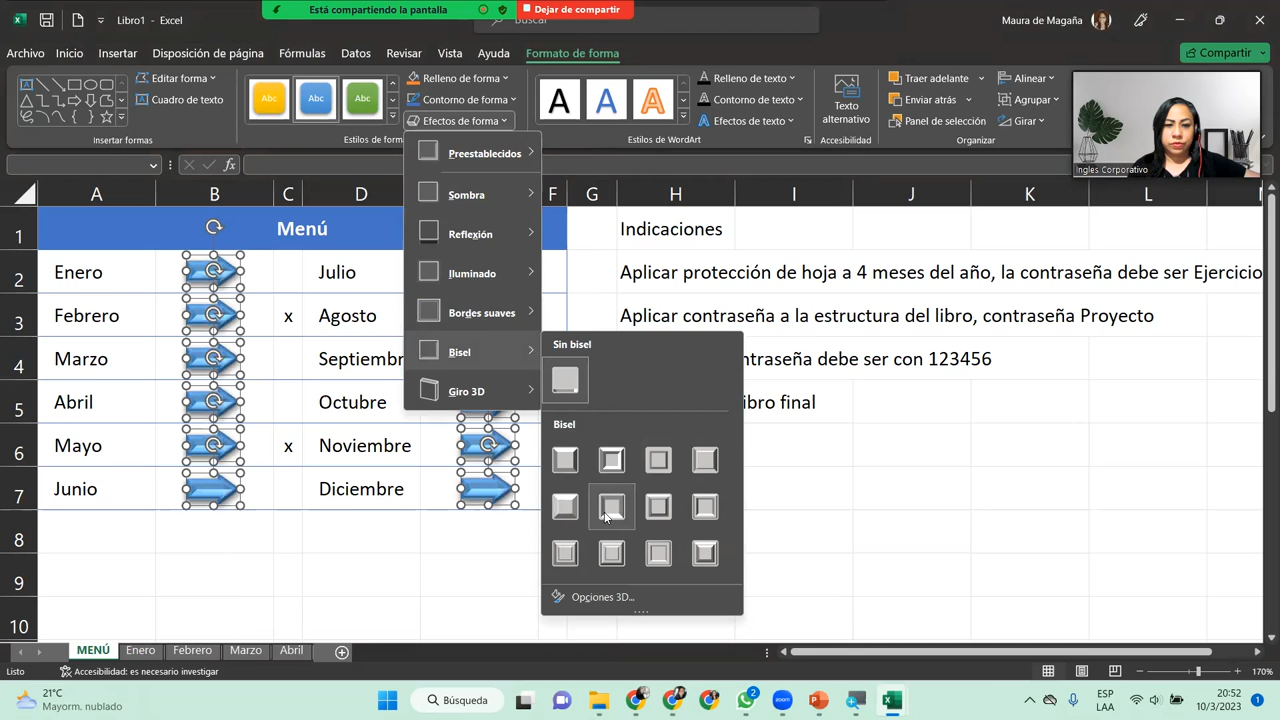 Está compartiendo la pantalla
Dejar de compartir
Libro1 - Excel
Buscar
Maura de Magaña
Archivo
Inicio
Insertar
Disposición de página
Fórmulas
Datos
Revisar
Vista
Ayuda
Formato de forma
Compartir
Editar forma
Cuadro de texto
Insertar formas
Abc
Abc
Abc
Relleno de forma
Contorno de forma
Efectos de forma
Estilos de form
A
A
A
Relleno de texto
Contorno de texto
Efectos de texto
Estilos de WordArt
Texto
alternativo
Accesibilidad
Traer adelante
Enviar atrás
Panel de selección
Alinear
Agrupar
Girar
Organizar
Ingles Corporativo
fx
A B C D F G H I J K L
1 Menú Indicaciones
2 Enero Julio Aplicar protección de hoja a 4 meses del año, la contraseña debe ser Ejercicio
3 Febrero x Agosto Aplicar contraseña a la estructura del libro, contraseña Proyecto
4 Marzo Septiembr ntraseña debe ser con 123456
5 Abril Octubre ibro final
6 Mayo x Noviembre
7 Junio Diciembre
8
9
10
Preestablecidos
Sombra
Reflexión
Iluminado
Bordes suaves
Bisel
Giro 3D
Sin bisel
Bisel
Opciones 3D...
MENÚ Enero Febrero Marzo Abril
Listo
Accesibilidad: es necesario investigar
170%
21°C
Mayorm. nublado
Búsqueda
2
ESP
LAA
20:52
10/3/2023
1